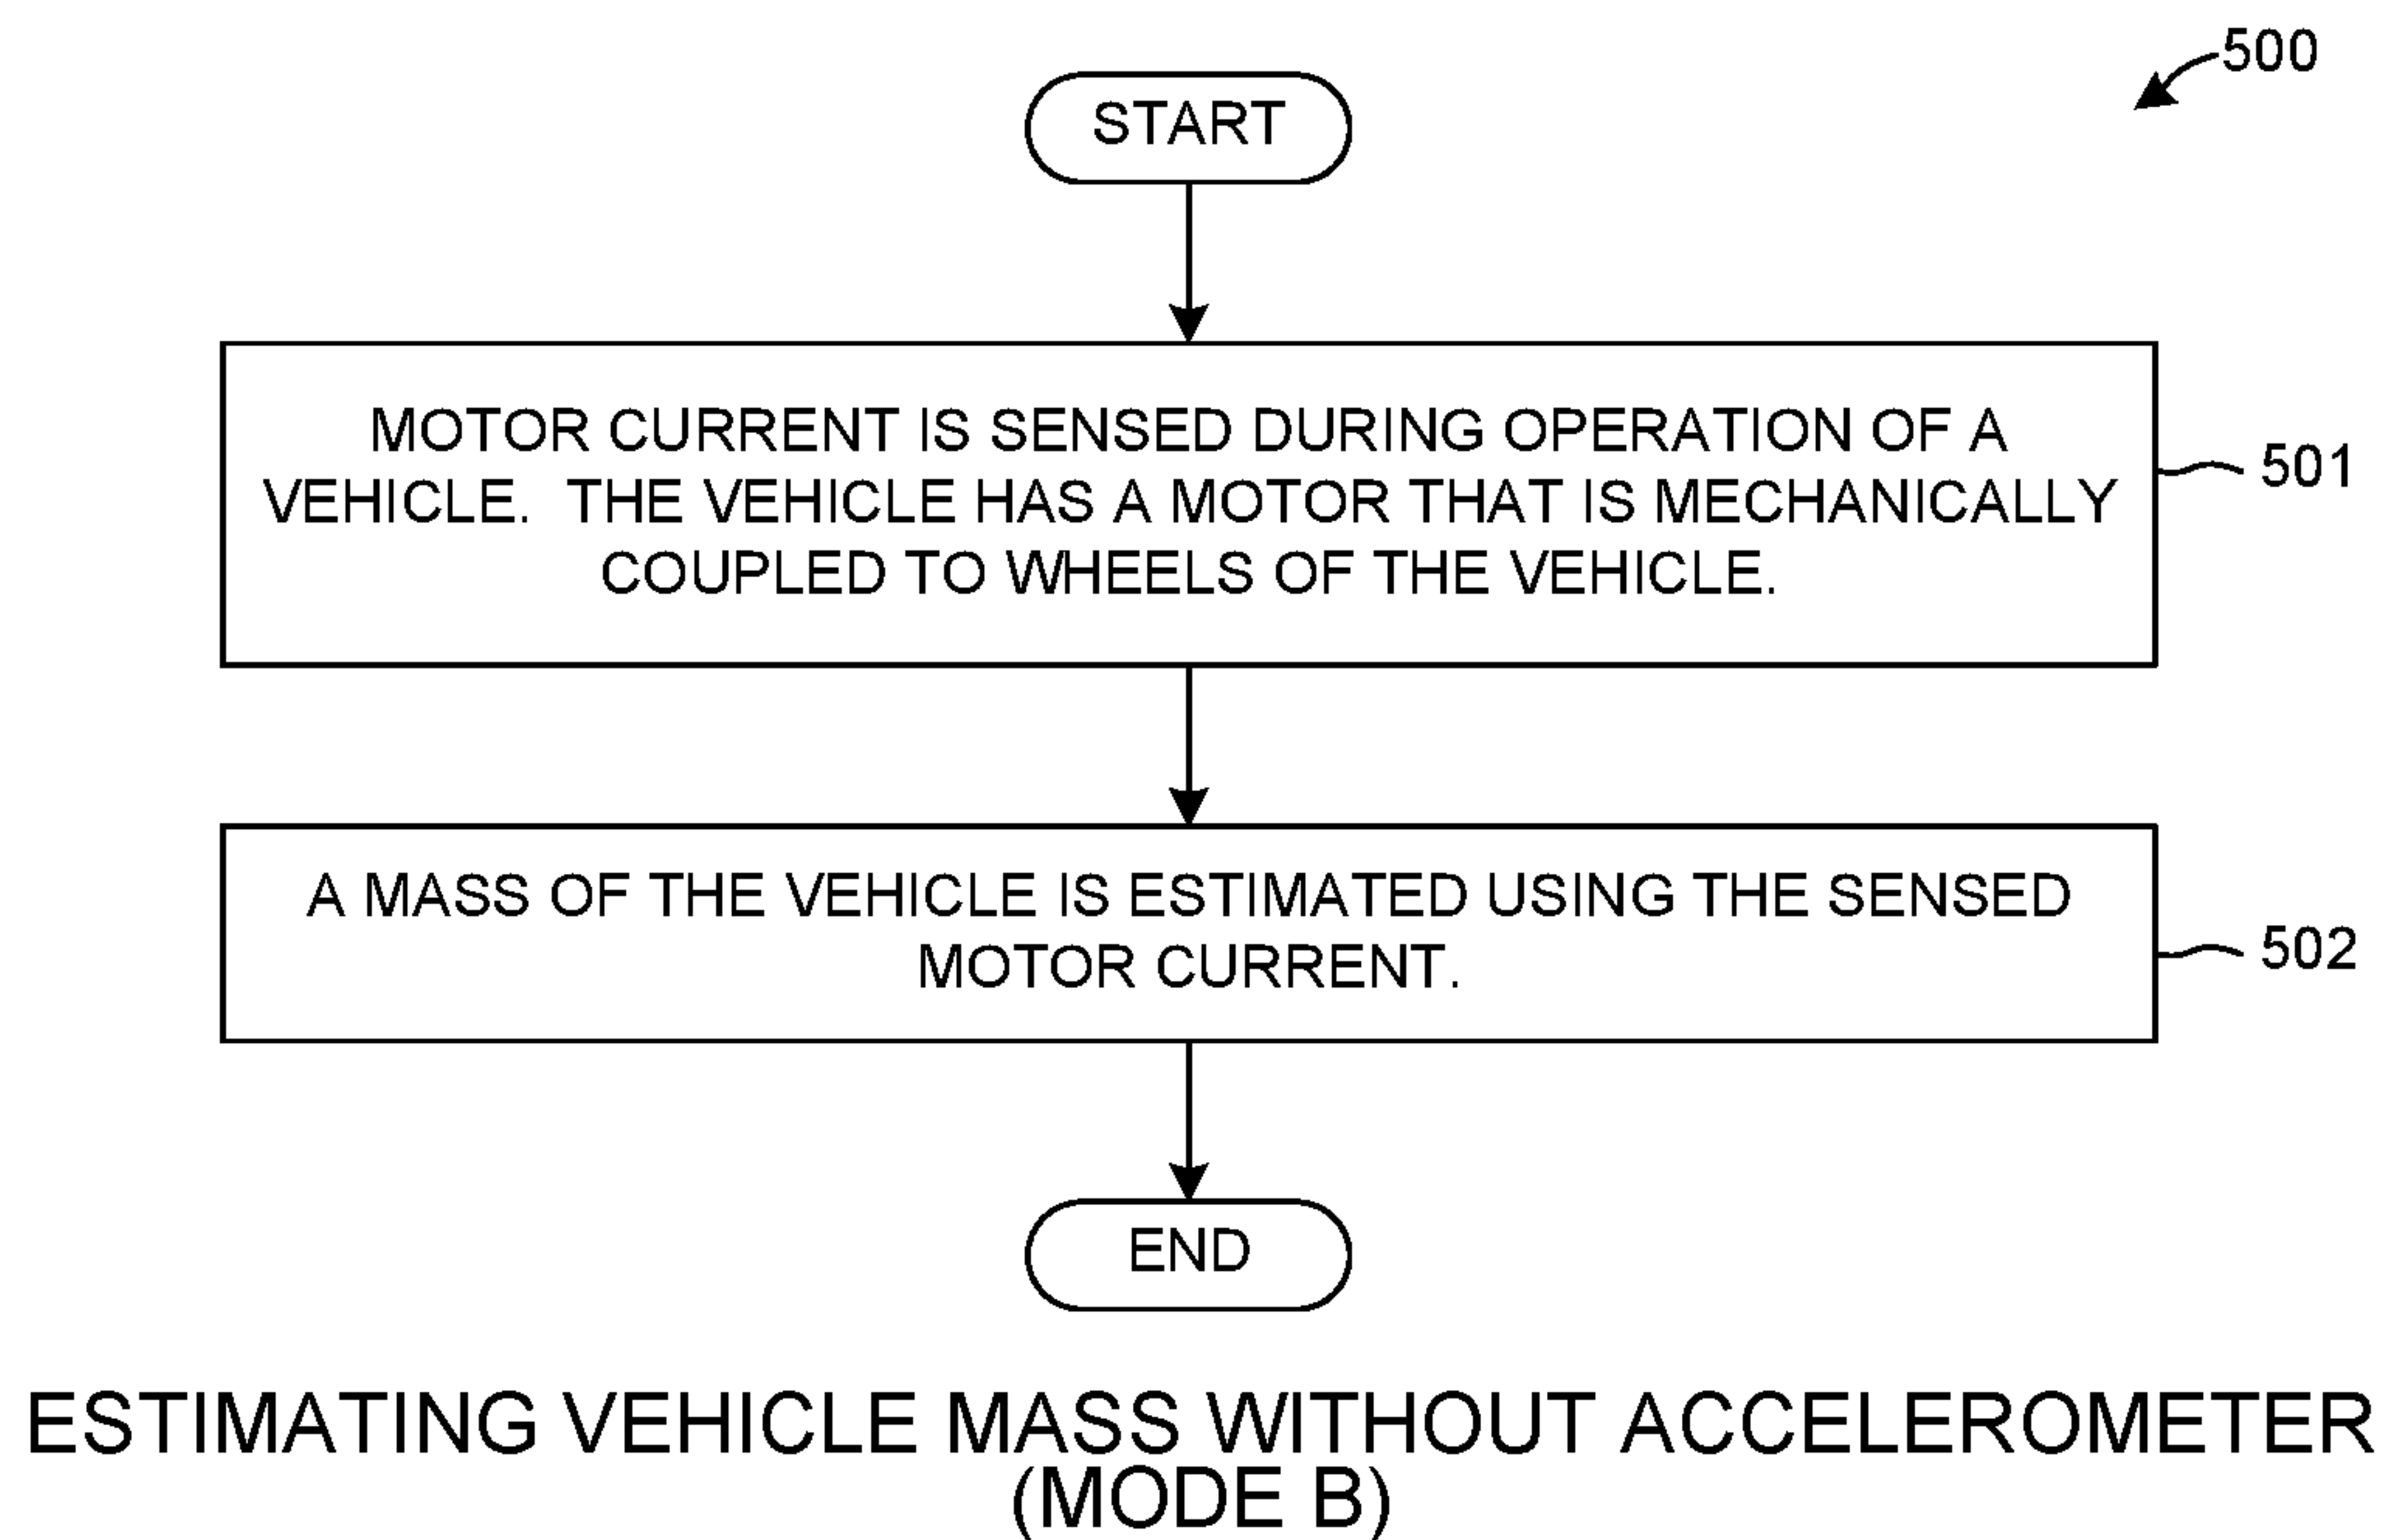 500
START
MOTOR CURRENT IS SENSED DURING OPERATION OF A
VEHICLE.  THE VEHICLE HAS A MOTOR THAT IS MECHANICALLY
COUPLED TO WHEELS OF THE VEHICLE.
501
A MASS OF THE VEHICLE IS ESTIMATED USING THE SENSED
MOTOR CURRENT.
502
END
ESTIMATING VEHICLE MASS WITHOUT ACCELEROMETER
(MODE B)